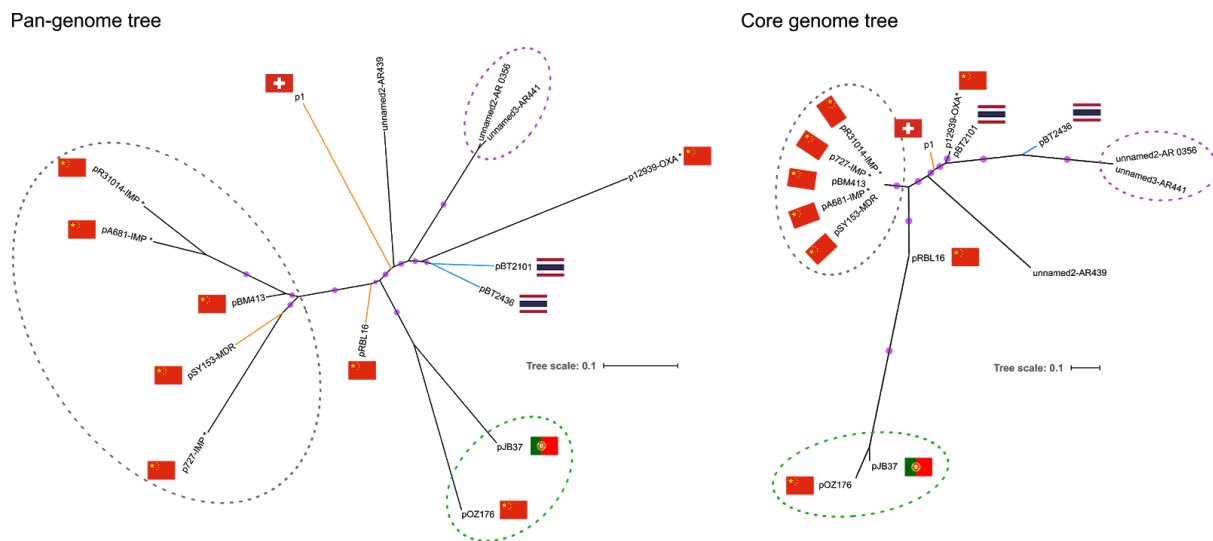 Pan-genome tree
Core genome tree
p1
unnamed2-AR439
unnamed2-AR 0356
unnamed3-AR441
p12939-OXA *
pR31014-IMP *
pA681-IMP *
pBM413
pSY153-MDR
p727-IMP *
pRBL16
pBT2101
pBT2436
pJB37
pOZ176
Tree scale: 0.1
pR31014-IMP *
p727-IMP *
pBM413
pA681-IMP *
pSY153-MDR
p1
p12939-OXA *
pBT2101
pBT2436
unnamed2-AR 0356
unnamed3-AR441
pRBL16
unnamed2-AR439
Tree scale: 0.1
pJB37
pOZ176